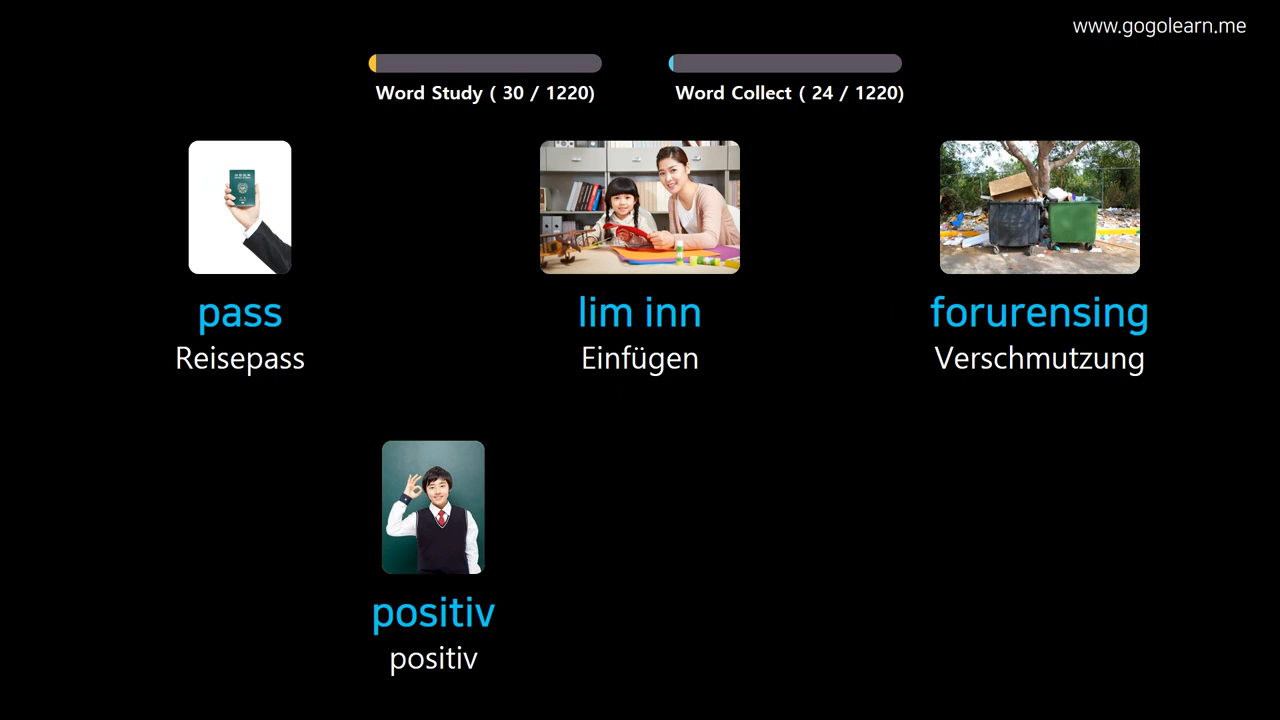 www.gogolearn.me
Word Study ( 30 / 1220)
Word Collect ( 24 / 1220)
pass
Reisepass
lim inn
Einfügen
forurensing
Verschmutzung
positiv
positiv